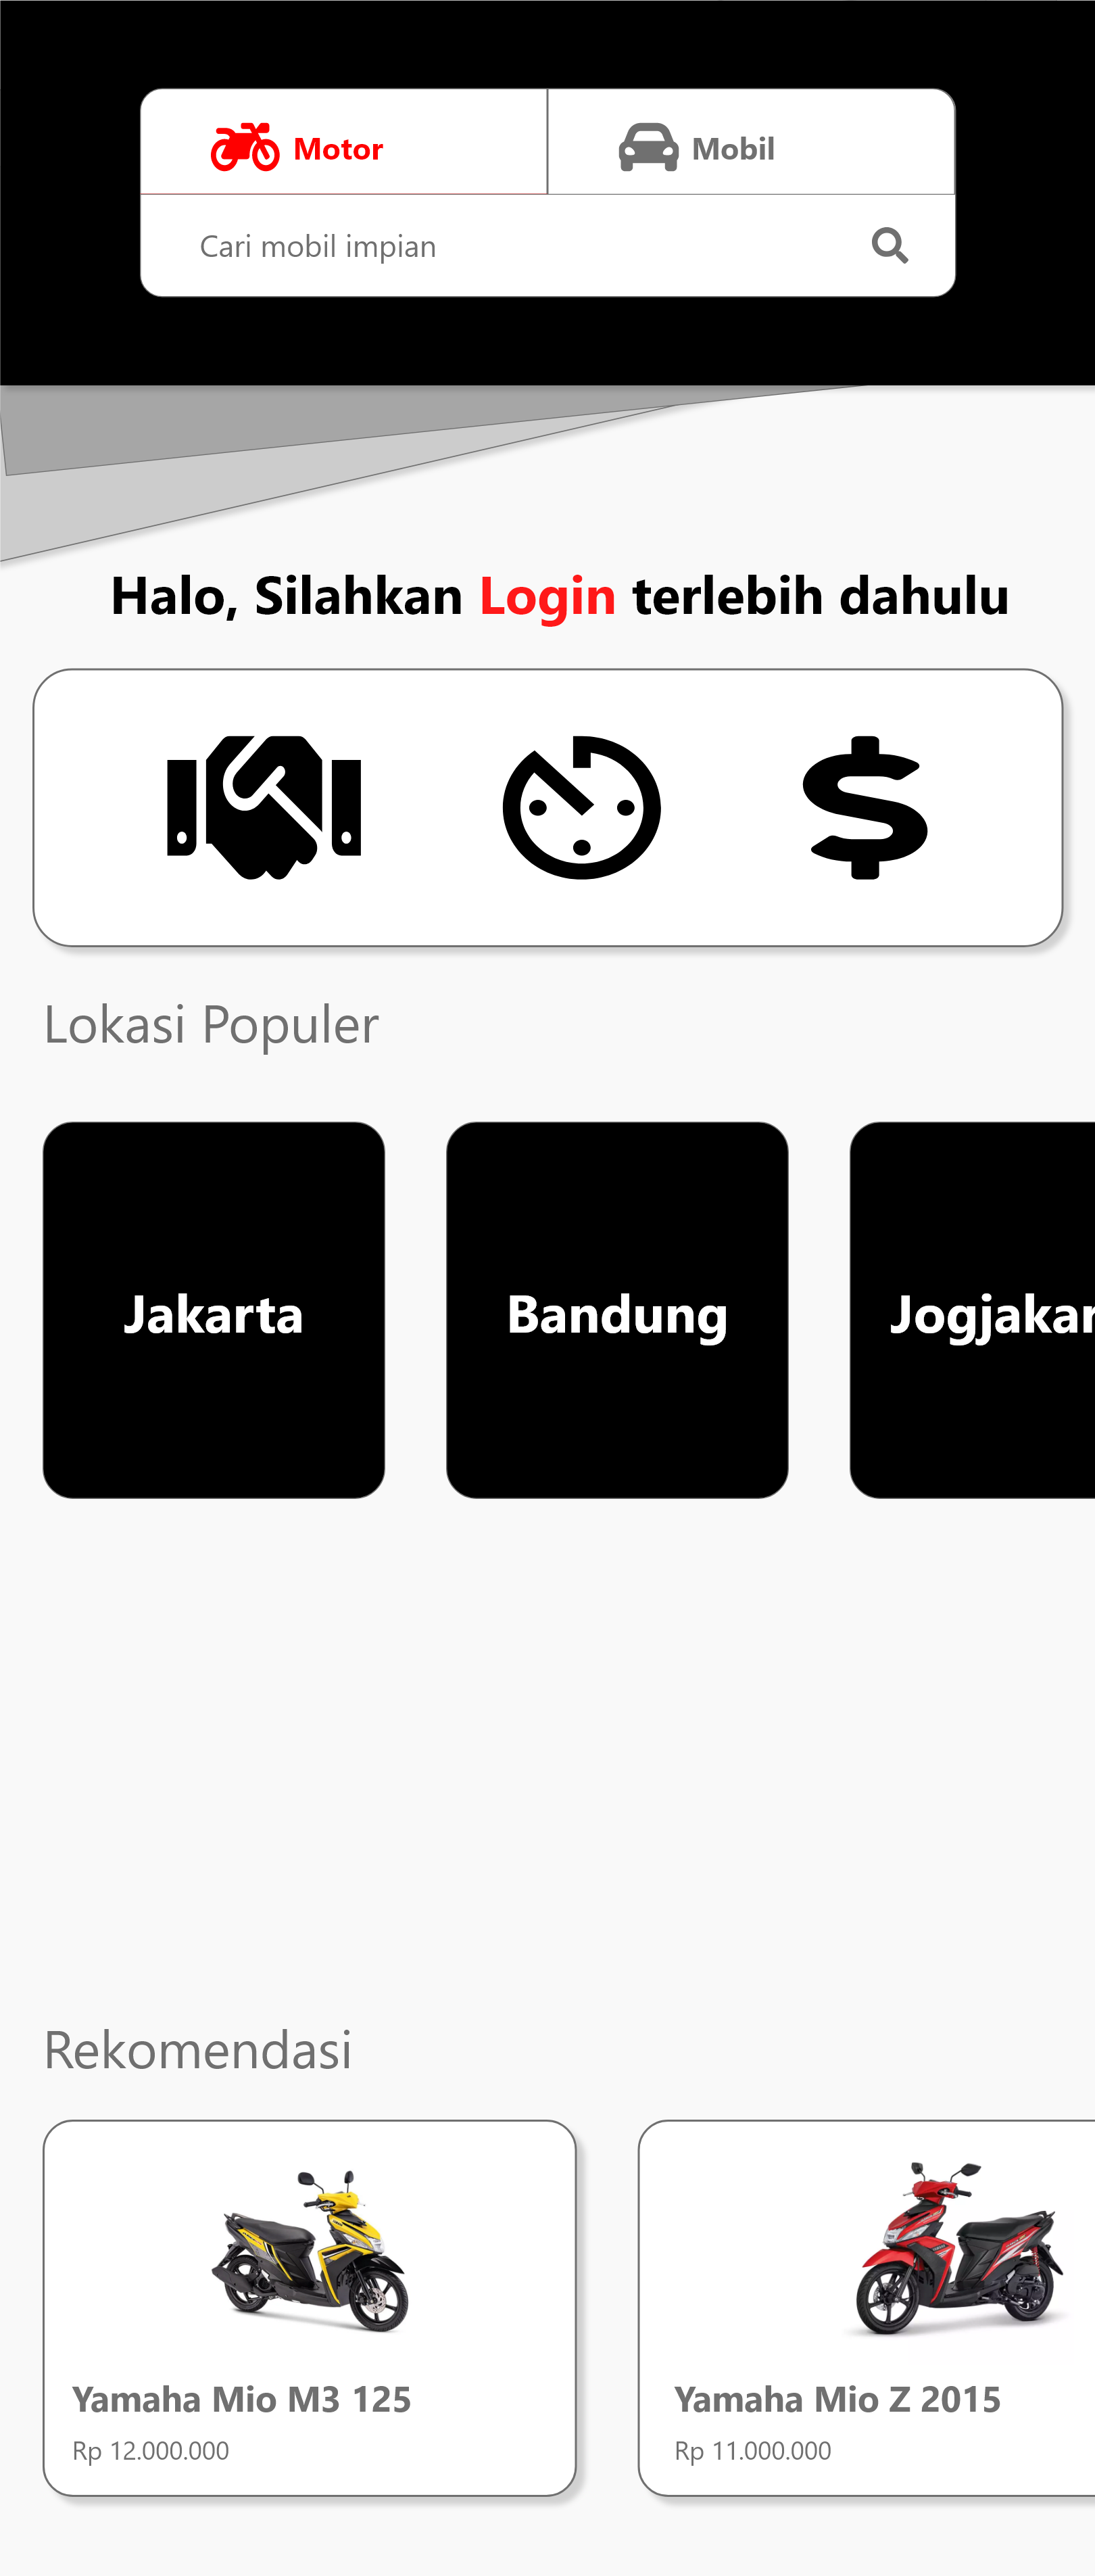 Motor
Mobil
Cari mobil impian
Halo, Silahkan Login terlebih dahulu
Lokasi Populer
Jakarta
Bandung
Jogjakar
Rekomendasi
Yamaha Mio M3 125
Rp 12.000.000
Yamaha Mio Z 2015
Rp 11.000.000